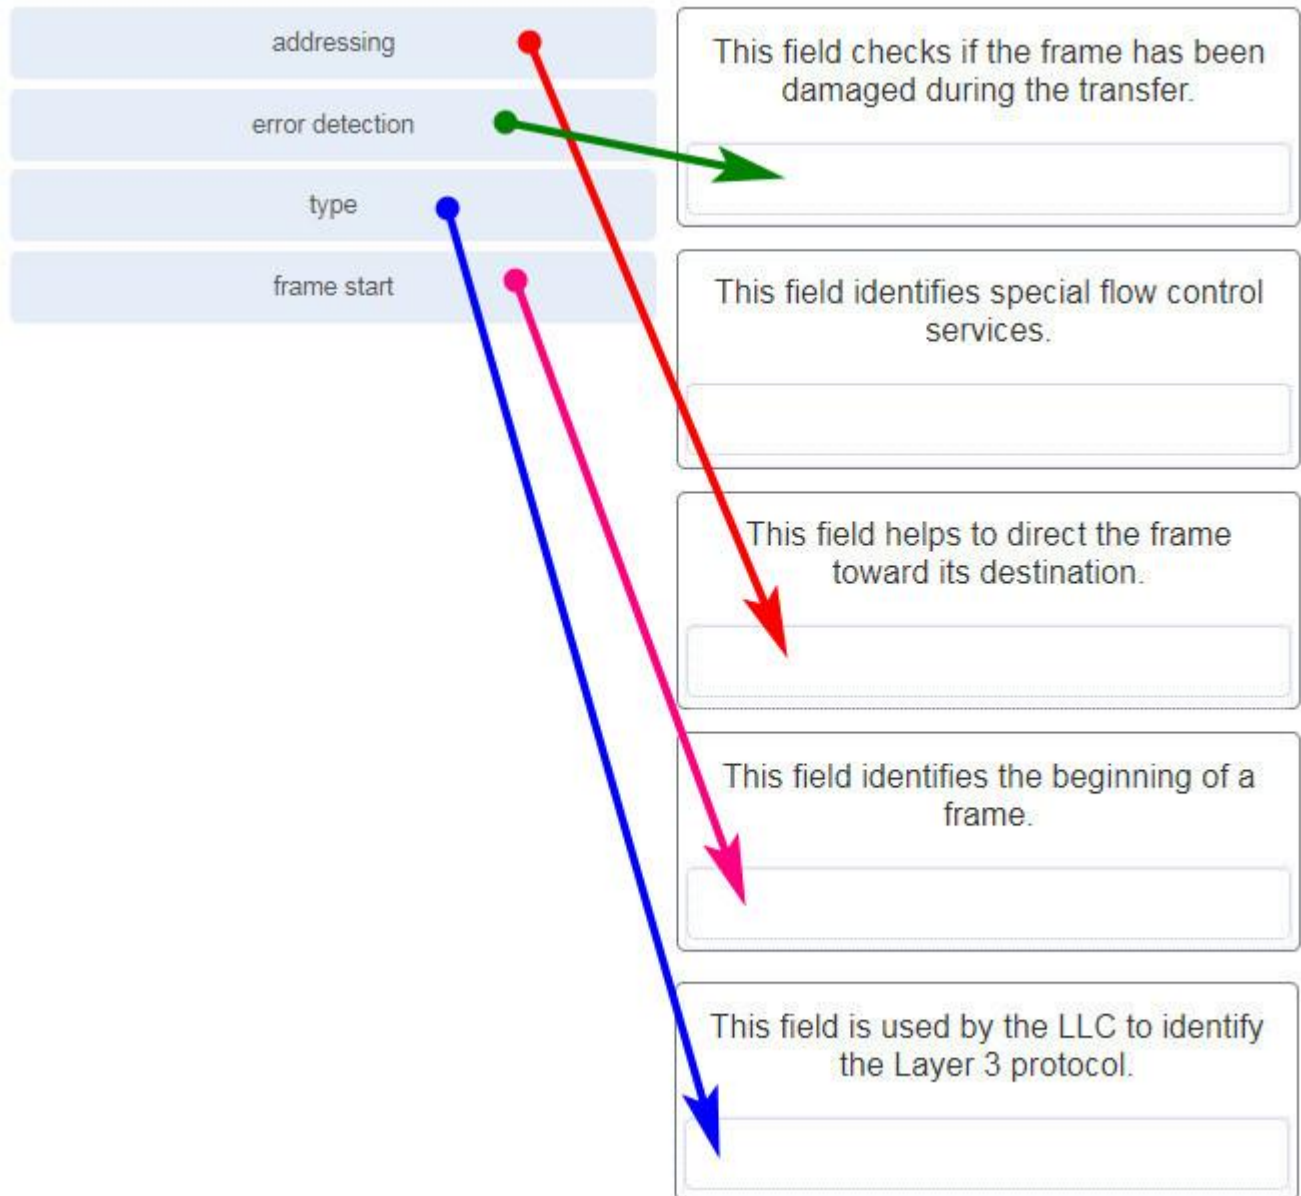 addressing
error detection
type
frame start
This field checks if the frame has been
damaged during the transfer.
This field identifies special flow control
services.
This field helps to direct the frame
toward its destination.
This field identifies the beginning of a
frame.
This field is used by the LLC to identify
the Layer 3 protocol.